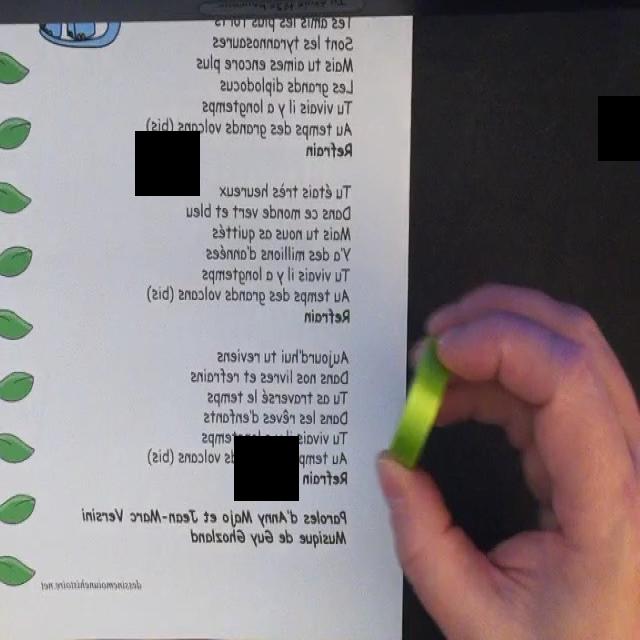 Tes amis les plus forts
Sont les tyrannosaures
Mais tu aimes encore plus
Les grands diplodocus
Tu vivais il y a longtemps
Au temps des grands volcans (bis)
Refrain
Tu étais très heureux
Dans ce monde vert et bleu
Mais tu nous as quittés
Y'a des millions d'années
Tu vivais il y a longtemps
Au temps des grands volcans (bis)
Refrain
Aujourd'hui tu reviens
Dans nos livres et refrains
Tu as traversé le temps
Dans les rêves d'enfants
Tu vivais il y a longtemps
Au temps volcans (bis)
Refrain
Paroles d'Anny Majo et Jean-Marc Versini
Musique de Guy Ghozland
dessinemoiunehistoire.net